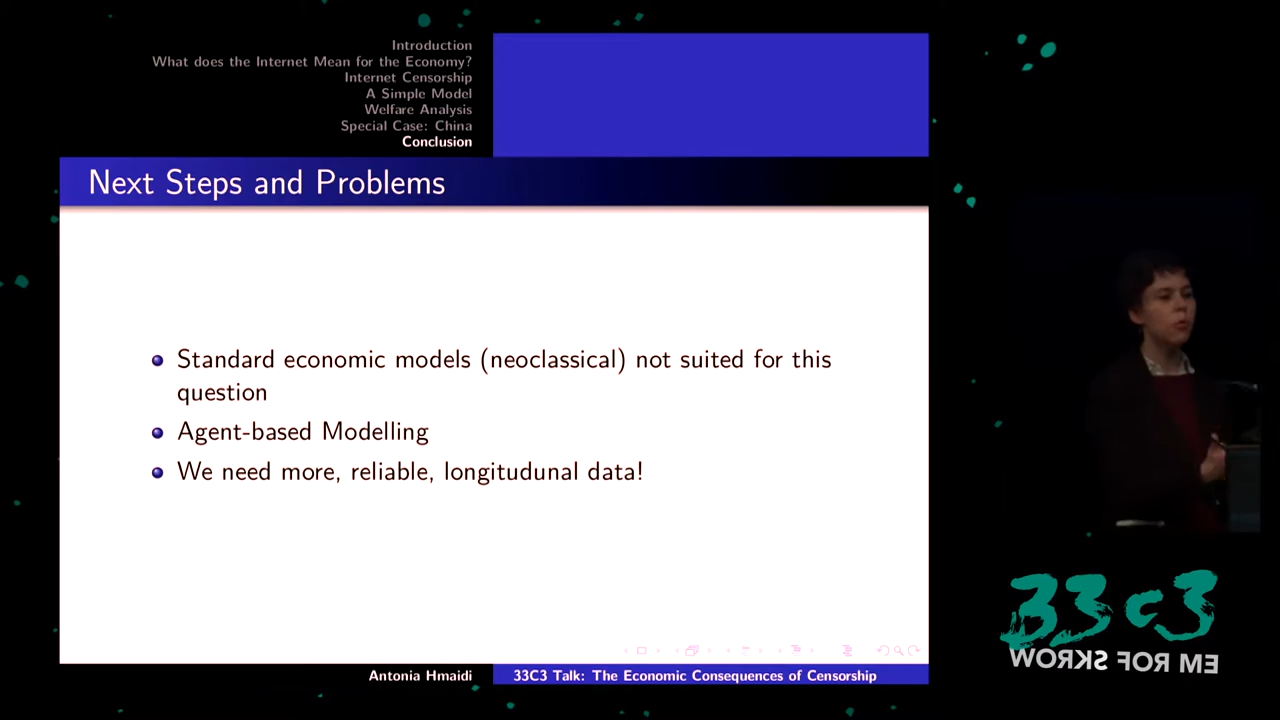 Introduction
What does the Internet Mean for the Economy?
Internet Censorship
A Simple Model
Welfare Analysis
Special Case: China
Conclusion
Next Steps and Problems
Standard economic models (neoclassical) not suited for this
question
Agent-based Modelling
We need more, reliable, longitudunal data!
Antonia Hmaidi
33C3 Talk: The Economic Consequences of Censorship
33c3
WORKS FOR ME